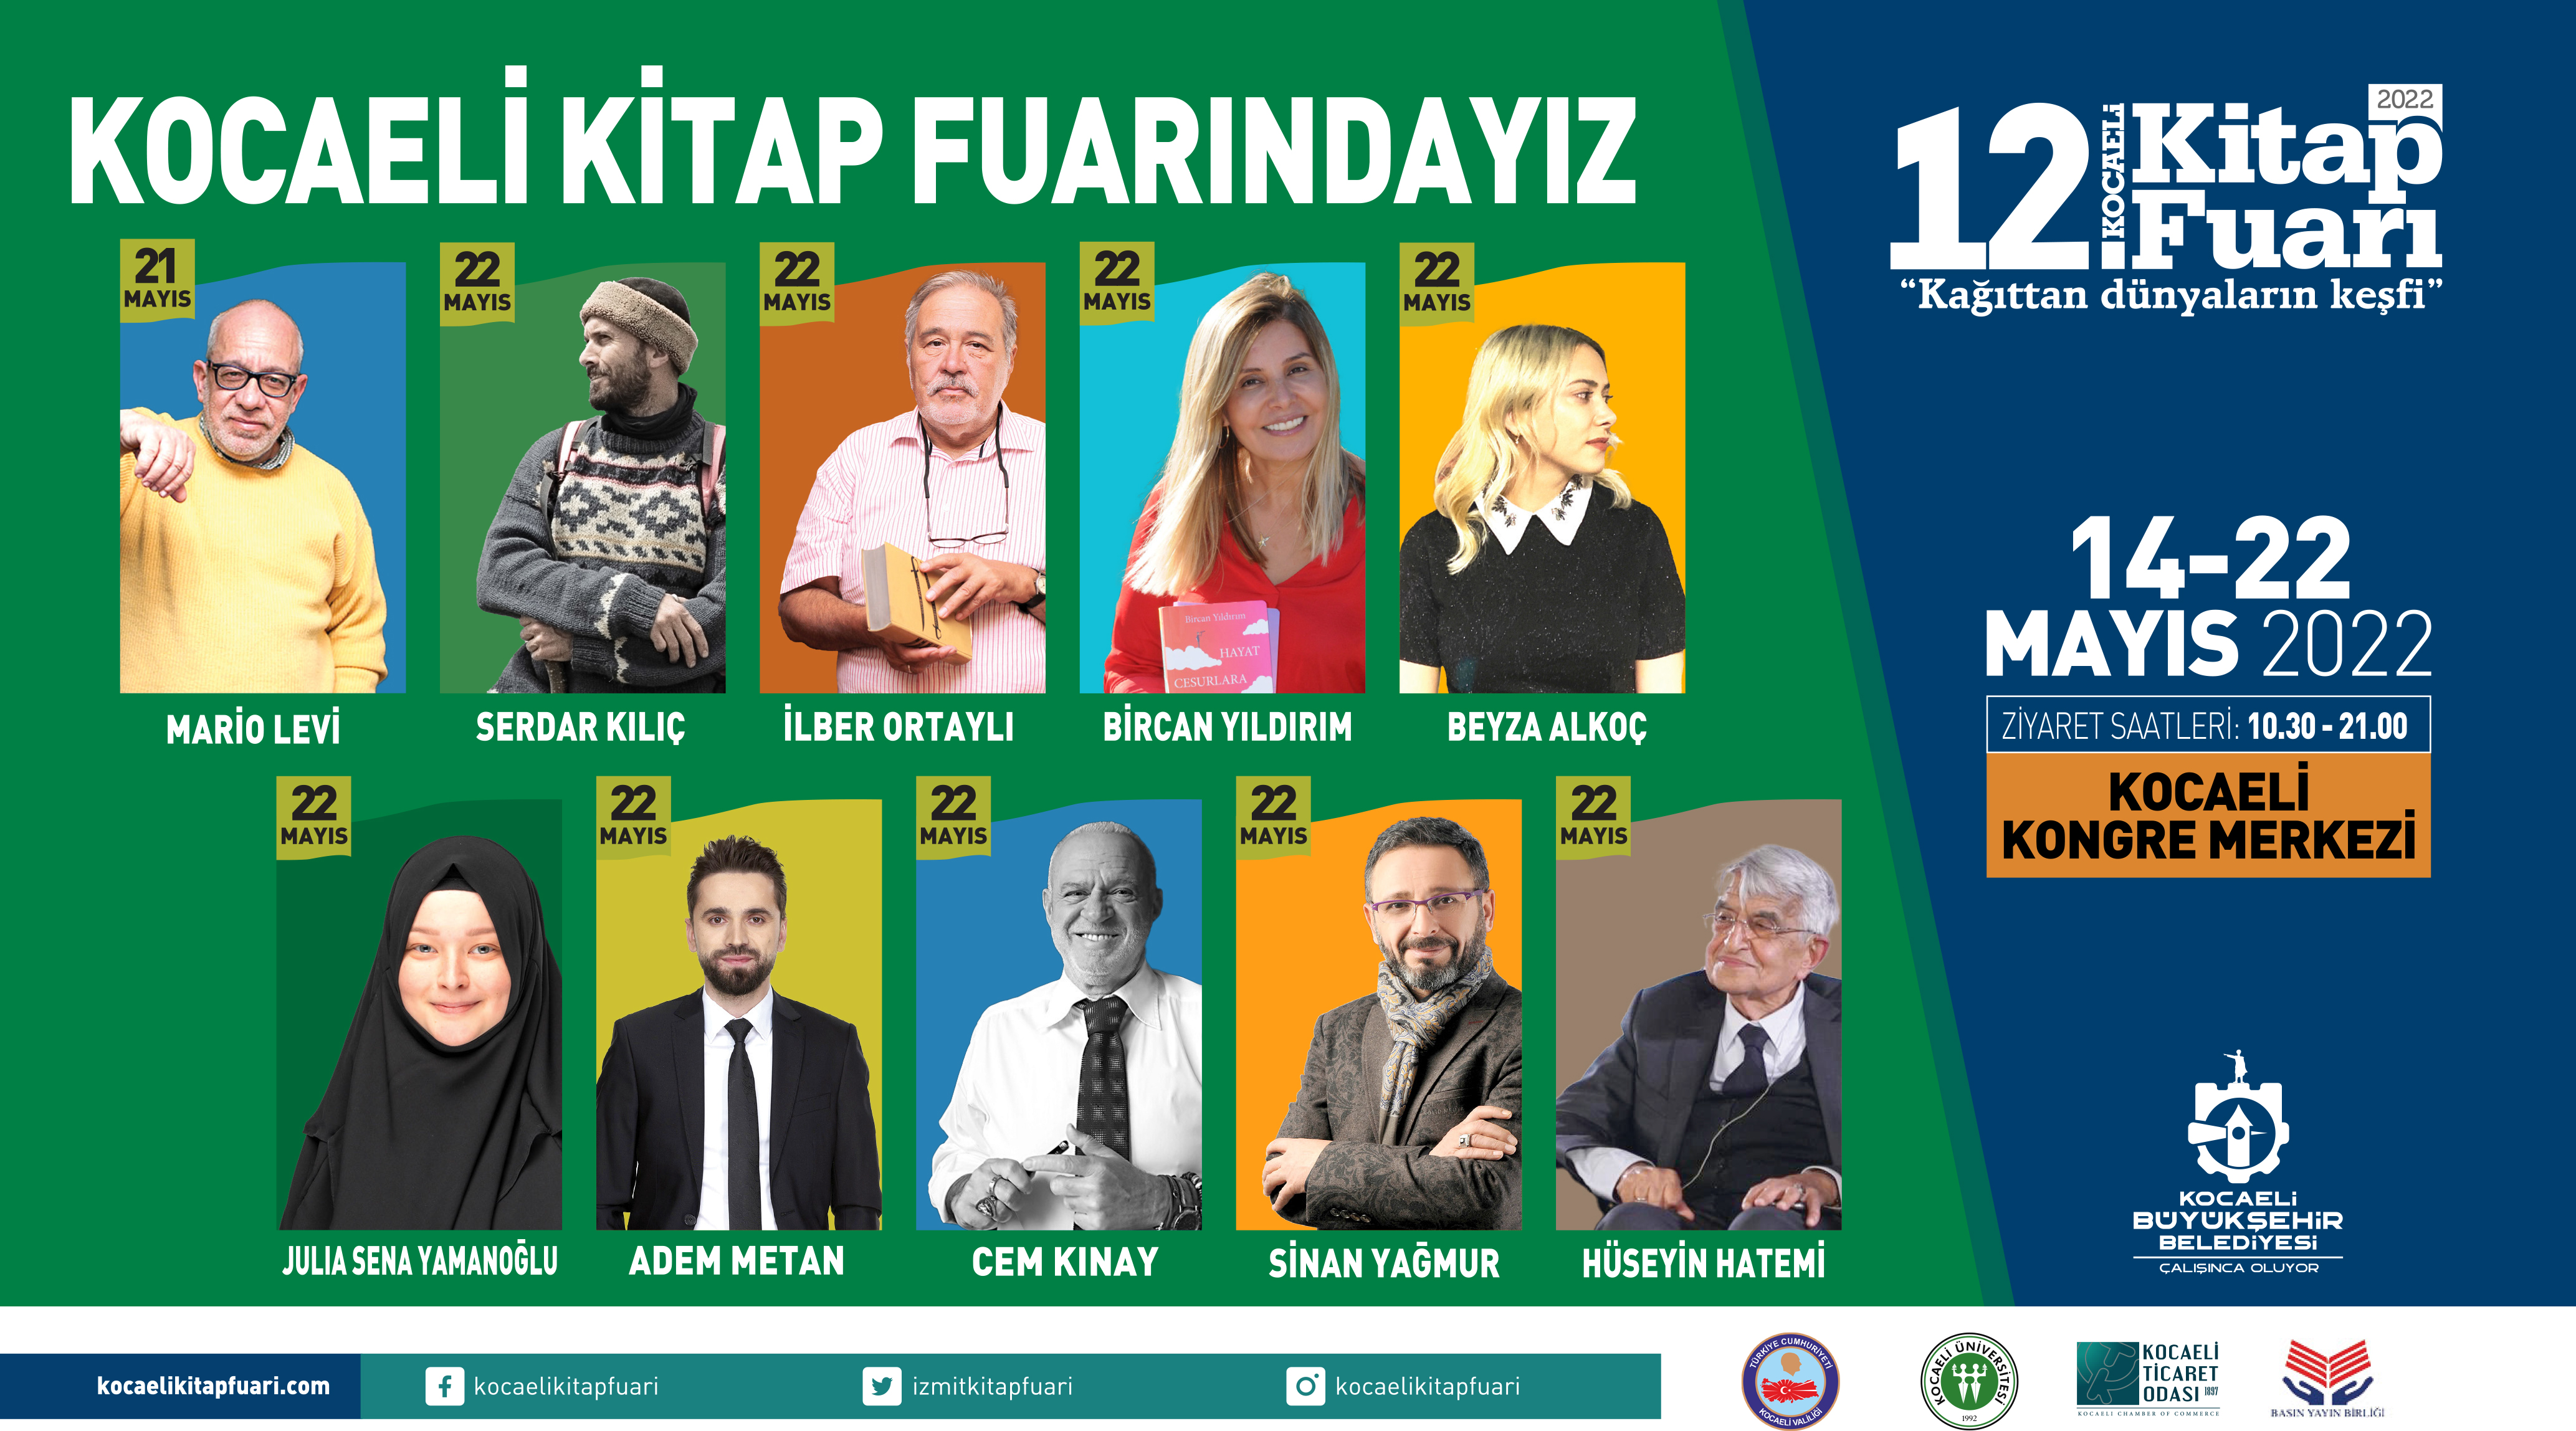 KOCAELİ KİTAP FUARINDAYIZ
21
MAYIS
22
MAYIS
22
MAYIS
22
MAYIS
22
MAYIS
Bircan Yıldırım
HAYAT
CESURLARA
MARİO LEVİ
SERDAR KILIÇ
İLBER ORTAYLI
BİRCAN YILDIRIM
BEYZA ALKOÇ
22
MAYIS
22
MAYIS
22
MAYIS
22
MAYIS
22
MAYIS
JULIA SENA YAMANOĞLU
ADEM METAN
CEM KINAY
SİNAN YAĞMUR
HÜSEYİN HATEMİ
12. KOCAELİ Kitap 2022
Fuarı
“Kağıttan dünyaların keşfi”
14-22
MAYIS 2022
ZİYARET SAATLERİ: 10.30 - 21.00
KOCAELİ
KONGRE MERKEZİ
KOCAELİ
BÜYÜKŞEHİR
BELEDİYESİ
ÇALIŞINCA OLUYOR
kocaelikitapfuari.com
kocaelikitapfuari
izmitkitapfuari
kocaelikitapfuari
TÜRKİYE CUMHURİYETİ
KOCAELİ VALİLİĞİ
KOCAELİ ÜNİVERSİTESİ
1992
KOCAELİ
TİCARET
ODASI 1897
KOCAELI CHAMBER OF COMMERCE
BASIN YAYIN BİRLİĞİ